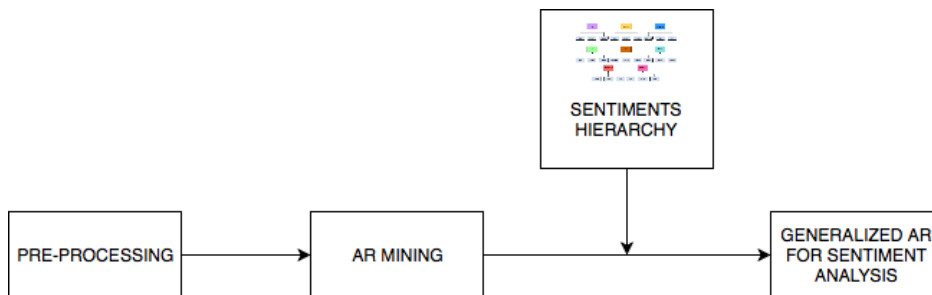 SENTIMENTS
HIERARCHY
PRE-PROCESSING
AR MINING
GENERALIZED AR
FOR SENTIMENT
ANALYSIS